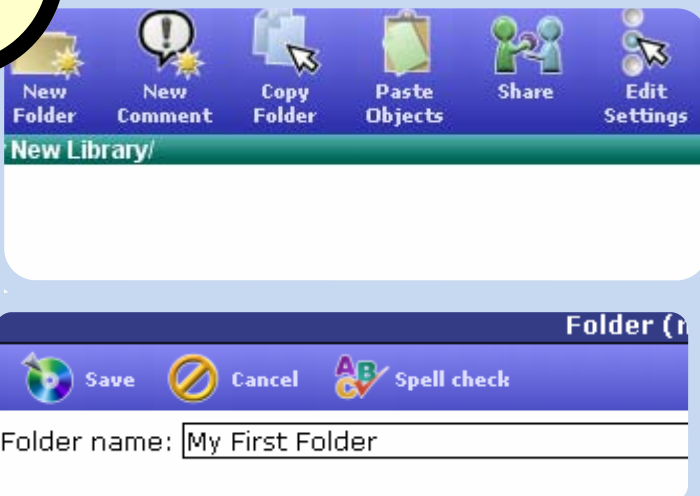 New Folder New Comment Copy Folder Paste Objects Share Edit Settings
New Library/
Folder (
Save Cancel Spell check
Folder name: My First Folder